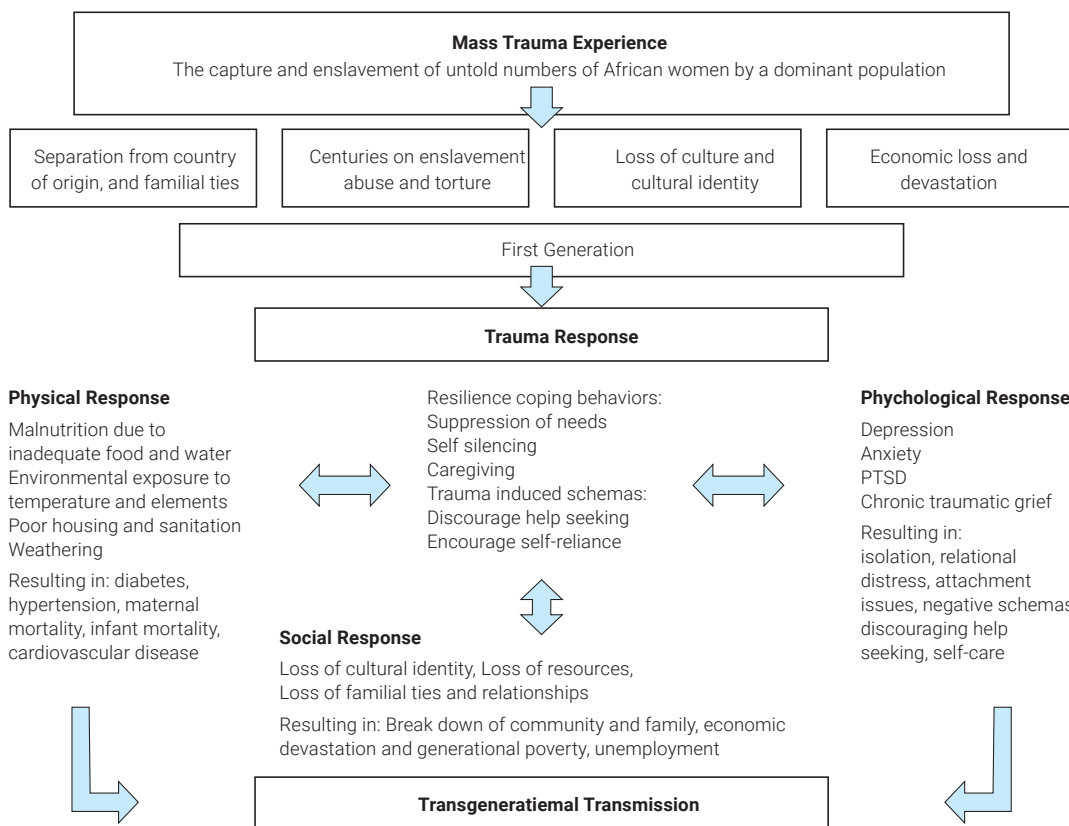 Mass Trauma Experience
The capture and enslavement of untold numbers of African women by a dominant population
Separation from country
of origin, and familial ties
Centuries on enslavement
abuse and torture
Loss of culture and
cultural identity
Economic loss and
devastation
First Generation
Trauma Response
Physical Response
Malnutrition due to
inadequate food and water
Environmental exposure to
temperature and elements
Poor housing and sanitation
Weathering
Resulting in: diabetes,
hypertension, maternal
mortality, infant mortality,
cardiovascular disease
Resilience coping behaviors:
Suppression of needs
Self silencing
Caregiving
Trauma induced schemas:
Discourage help seeking
Encourage self-reliance
Phychological Response
Depression
Anxiety
PTSD
Chronic traumatic grief
Resulting in:
isolation, relational
distress, attachment
issues, negative schemas
discouraging help
seeking, self-care
Social Response
Loss of cultural identity, Loss of resources,
Loss of familial ties and relationships
Resulting in: Break down of community and family, economic
devastation and generational poverty, unemployment
Transgeneratiemal Transmission